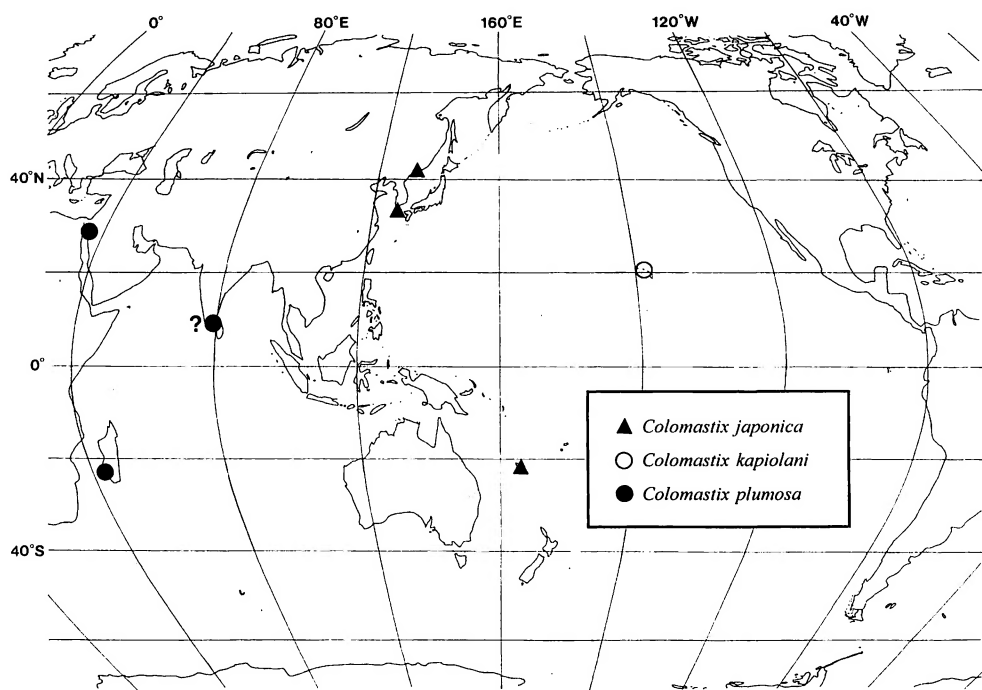 0° 80°E 160°E 120°W 40°W
40°N
?
0°
Colomastix japonica
Colomastix kapiolani
Colomastix plumosa
40°S